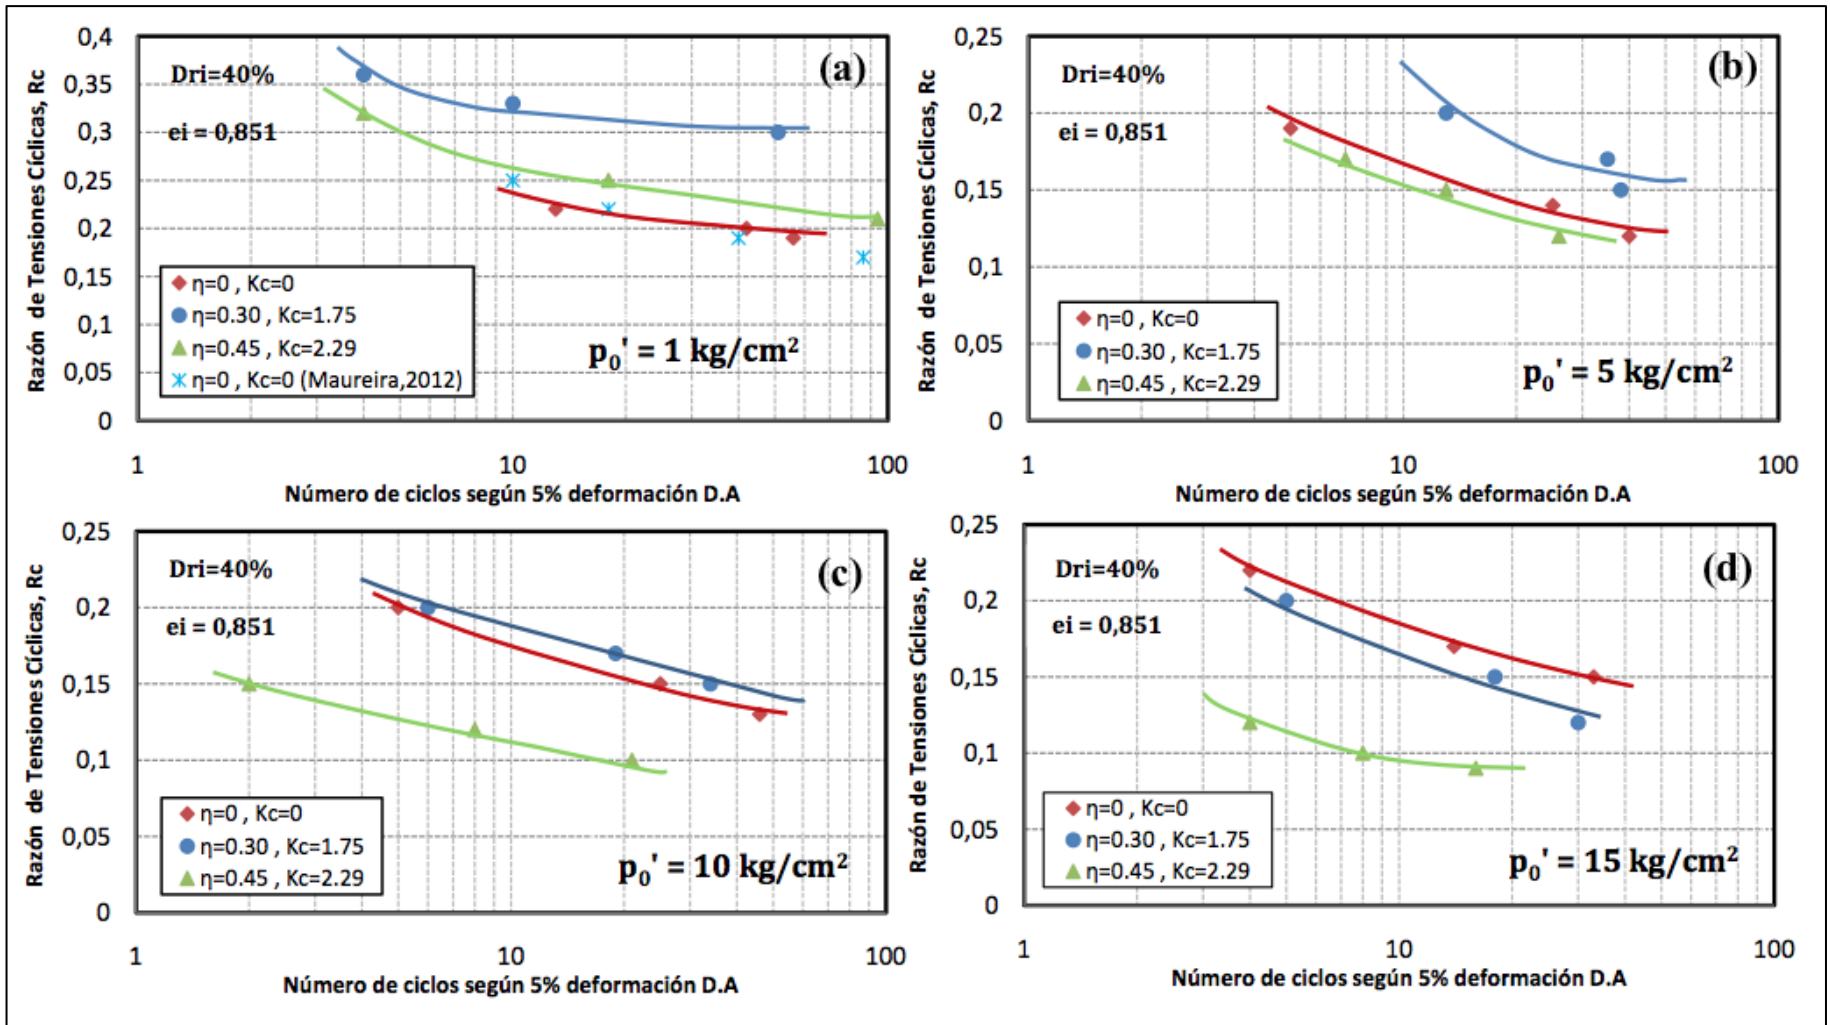 (a)
Dri=40%
ei = 0,851
0,4
0,35
0,3
0,25
0,2
0,15
0,1
0,05
0
Razón de Tensiones Cíclicas, Rc
η=0 , Kc=0
η=0.30 , Kc=1.75
η=0.45 , Kc=2.29
η=0 , Kc=0 (Maureira,2012)
p0' = 1 kg/cm2
1 10 100
Número de ciclos según 5% deformación D.A
(b)
Dri=40%
ei = 0,851
0,25
0,2
0,15
0,1
0,05
0
Razón de Tensiones Cíclicas, Rc
η=0 , Kc=0
η=0.30 , Kc=1.75
η=0.45 , Kc=2.29
p0' = 5 kg/cm2
1 10 100
Número de ciclos según 5% deformación D.A
(c)
Dri=40%
ei = 0,851
0,25
0,2
0,15
0,1
0,05
0
Razón de Tensiones Cíclicas, Rc
η=0 , Kc=0
η=0.30 , Kc=1.75
η=0.45 , Kc=2.29
p0' = 10 kg/cm2
1 10 100
Número de ciclos según 5% deformación D.A
(d)
Dri=40%
ei = 0,851
0,25
0,2
0,15
0,1
0,05
0
Razón de Tensiones Cíclicas, Rc
η=0 , Kc=0
η=0.30 , Kc=1.75
η=0.45 , Kc=2.29
p0' = 15 kg/cm2
1 10 100
Número de ciclos según 5% deformación D.A